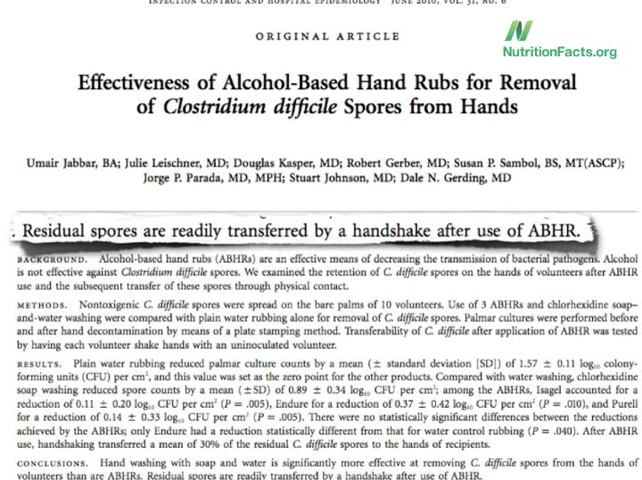 INFECTION CONTROL AND HOSPITAL EPIDEMIOLOGY JUNE 2010, VOL. 31, NO. 6
ORIGINAL ARTICLE
NutritionFacts.org
Effectiveness of Alcohol-Based Hand Rubs for Removal
of Clostridium difficile Spores from Hands
Umair Jabbar, BA; Julie Leischner, MD; Douglas Kasper, MD; Robert Gerber, MD; Susan P. Sambol, BS, MT(ASCP);
Jorge P. Parada, MD, MPH; Stuart Johnson, MD; Dale N. Gerding, MD
. Residual spores are readily transferred by a handshake after use of ABHR.
BACKGROUND. Alcohol-based hand rubs (ABHRs) are an effective means of decreasing the transmission of bacterial pathogens. Alcohol
is not effective against Clostridium difficile spores. We examined the retention of C. difficile spores on the hands of volunteers after ABHR
use and the subsequent transfer of these spores through physical contact.
METHODS. Nontoxigenic C. difficile spores were spread on the bare palms of 10 volunteers. Use of 3 ABHRs and chlorhexidine soap–
and-water washing were compared with plain water rubbing alone for removal of C. difficile spores. Palmar cultures were performed before
and after hand decontamination by means of a plate stamping method. Transferability of C. difficile after application of ABHR was tested
by having each volunteer shake hands with an uninoculated volunteer.
RESULTS. Plain water rubbing reduced palmar culture counts by a mean (± standard deviation [SD]) of 1.57 ± 0.11 log₁₀ colony-
forming units (CFU) per cm², and this value was set as the zero point for the other products. Compared with water washing, chlorhexidine
soap washing reduced spore counts by a mean (±SD) of 0.89 ± 0.34 log₁₀ CFU per cm²; among the ABHRs, Isagel accounted for a
reduction of 0.11 ± 0.20 log₁₀ CFU per cm² (P = .005), Endure for a reduction of 0.37 ± 0.42 log₁₀ CFU per cm² (P = .010), and Purell
for a reduction of 0.14 ± 0.33 log₁₀ CFU per cm² (P = .005). There were no statistically significant differences between the reductions
achieved by the ABHRs; only Endure had a reduction statistically different from that for water control rubbing (P = .040). After ABHR
use, handshaking transferred a mean of 30% of the residual C. difficile spores to the hands of recipients.
CONCLUSIONS. Hand washing with soap and water is significantly more effective at removing C. difficile spores from the hands of
volunteers than are ABHRs. Residual spores are readily transferred by a handshake after use of ABHR.